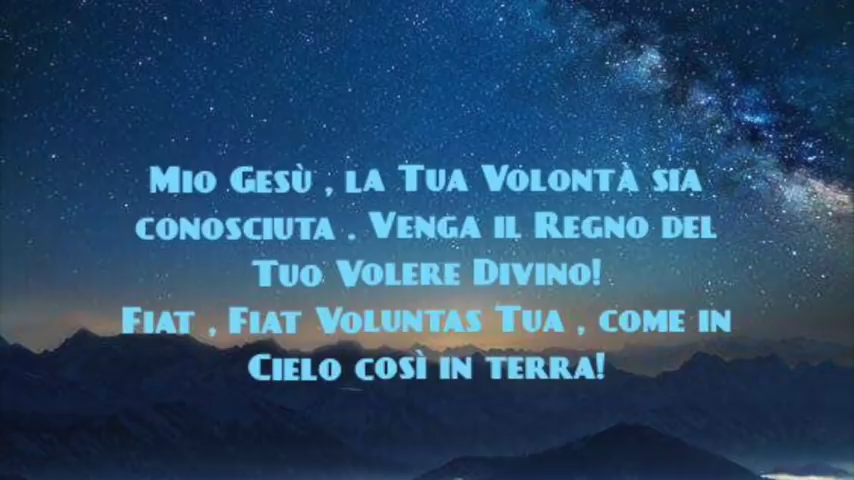 Mio Gesù , la Tua Volontà sia
conosciuta . Venga il Regno del
Tuo Volere Divino!
Fiat , Fiat Voluntas Tua , come in
Cielo così in terra!